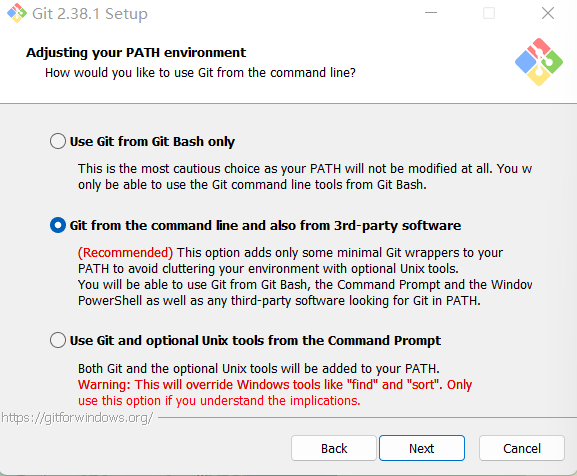 Git 2.38.1 Setup
Adjusting your PATH environment
How would you like to use Git from the command line?
Use Git from Git Bash only
This is the most cautious choice as your PATH will not be modified at all. You w
only be able to use the Git command line tools from Git Bash.
Git from the command line and also from 3rd-party software
(Recommended) This option adds only some minimal Git wrappers to your
PATH to avoid cluttering your environment with optional Unix tools.
You will be able to use Git from Git Bash, the Command Prompt and the Window
PowerShell as well as any third-party software looking for Git in PATH.
Use Git and optional Unix tools from the Command Prompt
Both Git and the optional Unix tools will be added to your PATH.
Warning: This will override Windows tools like "find" and "sort". Only
use this option if you understand the implications.
https://gitforwindows.org/
Back Next Cancel